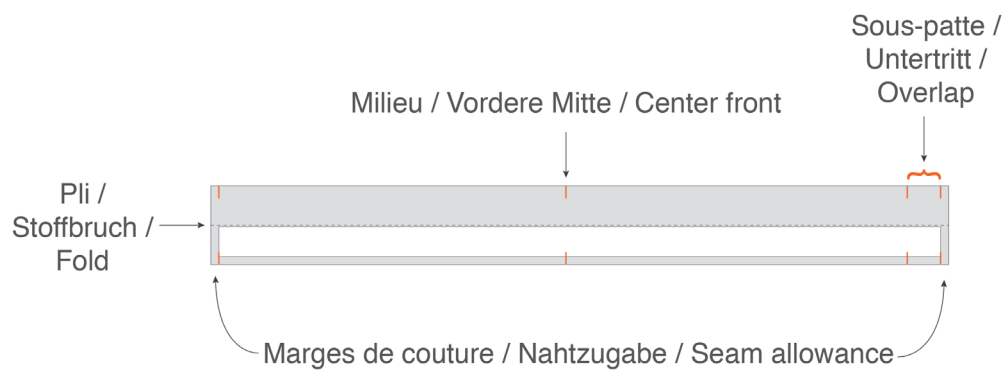 Sous-patte /
Untertritt /
Overlap
Milieu / Vordere Mitte / Center front
Pli /
Stoffbruch /
Fold
Marges de couture / Nahtzugabe / Seam allowance